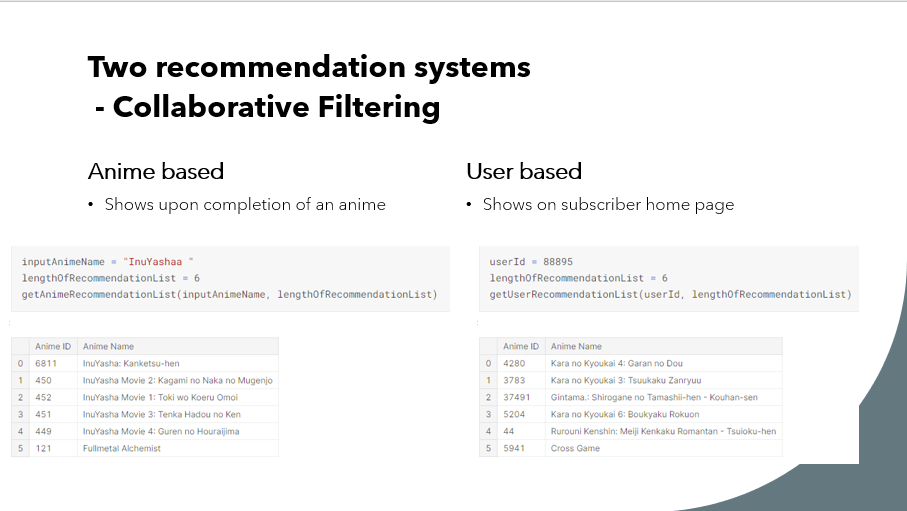 Two recommendation systems
- Collaborative Filtering
Anime based
• Shows upon completion of an anime
inputAnimeName = "InuYashaa "
lengthOfRecommendationList = 6
getAnimeRecommendationList(inputAnimeName, lengthOfRecommendationList)
:
Anime ID Anime Name
0 6811 InuYasha: Kanketsu-hen
1 450 InuYasha Movie 2: Kagami no Naka no Mugenjo
2 452 InuYasha Movie 1: Toki wo Koeru Omoi
3 451 InuYasha Movie 3: Tenka Hadou no Ken
4 449 InuYasha Movie 4: Guren no Houraijima
5 121 Fullmetal Alchemist
User based
• Shows on subscriber home page
userId = 88895
lengthOfRecommendationList = 6
getUserRecommendationList(userId, lengthOfRecommendationList)
:
Anime ID Anime Name
0 4280 Kara no Kyoukai 4: Garan no Dou
1 3783 Kara no Kyoukai 3: Tsuukaku Zanryuu
2 37491 Gintama.: Shirogane no Tamashii-hen - Kouhan-sen
3 5204 Kara no Kyoukai 6: Boukyaku Rokuon
4 44 Rurouni Kenshin: Meiji Kenkaku Romantan - Tsuioku-hen
5 5941 Cross Game